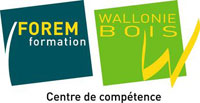 FOREM
formation
WALLONIE
BOIS
Centre de compétence